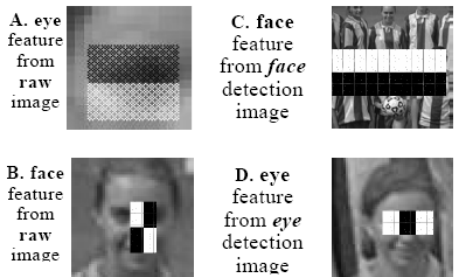 A. eye
feature
from
raw
image
C. face
feature
from face
detection
image
B. face
feature
from
raw
image
D. eye
feature
from eye
detection
image